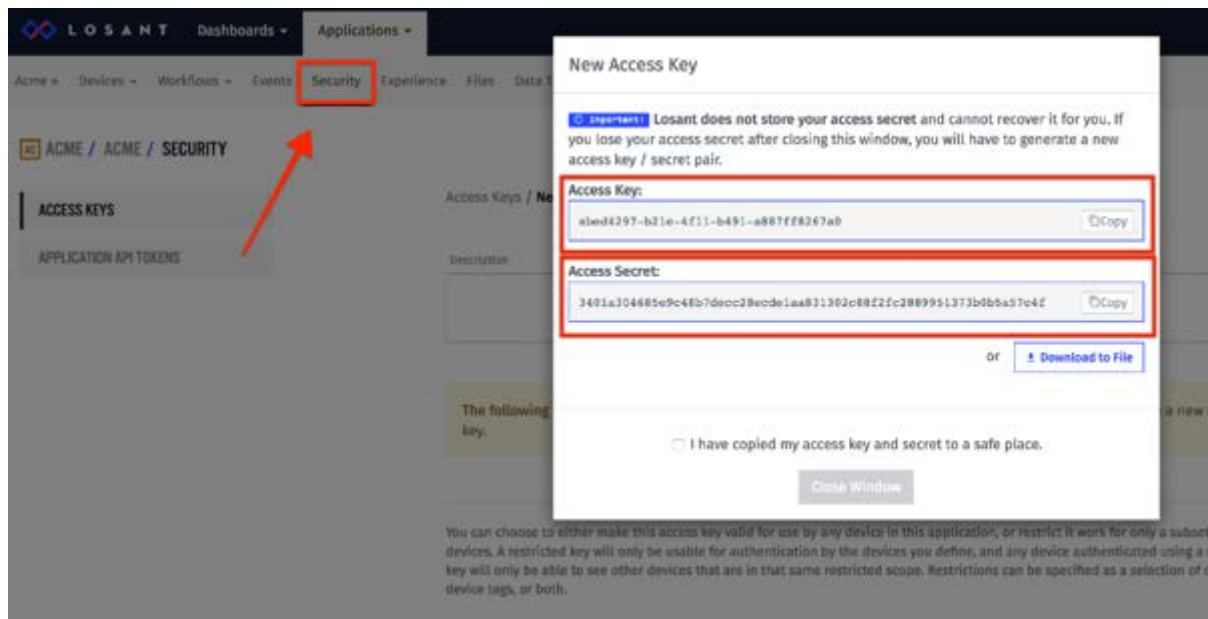 LOSANT Dashboards Applications
Acme Devices Workflows Events Security Experience Files Data T
ACME / ACME / SECURITY
ACCESS KEYS
APPLICATION API TOKENS
Access Keys / Ne
Description
The following
a new
key.
New Access Key
Important: Losant does not store your access secret and cannot recover it for you. If
you lose your access secret after closing this window, you will have to generate a new
access key / secret pair.
Access Key:
Copy
Access Secret:
Copy
or Download to File
I have copied my access key and secret to a safe place.
Close Window
You can choose to either make this access key valid for use by any device in this application, or restrict it work for only a subset
devices. A restricted key will only be usable for authentication by the devices you define, and any device authenticated using a
key will only be able to see other devices that are in that same restricted scope. Restrictions can be specified as a selection of
device tags, or both.